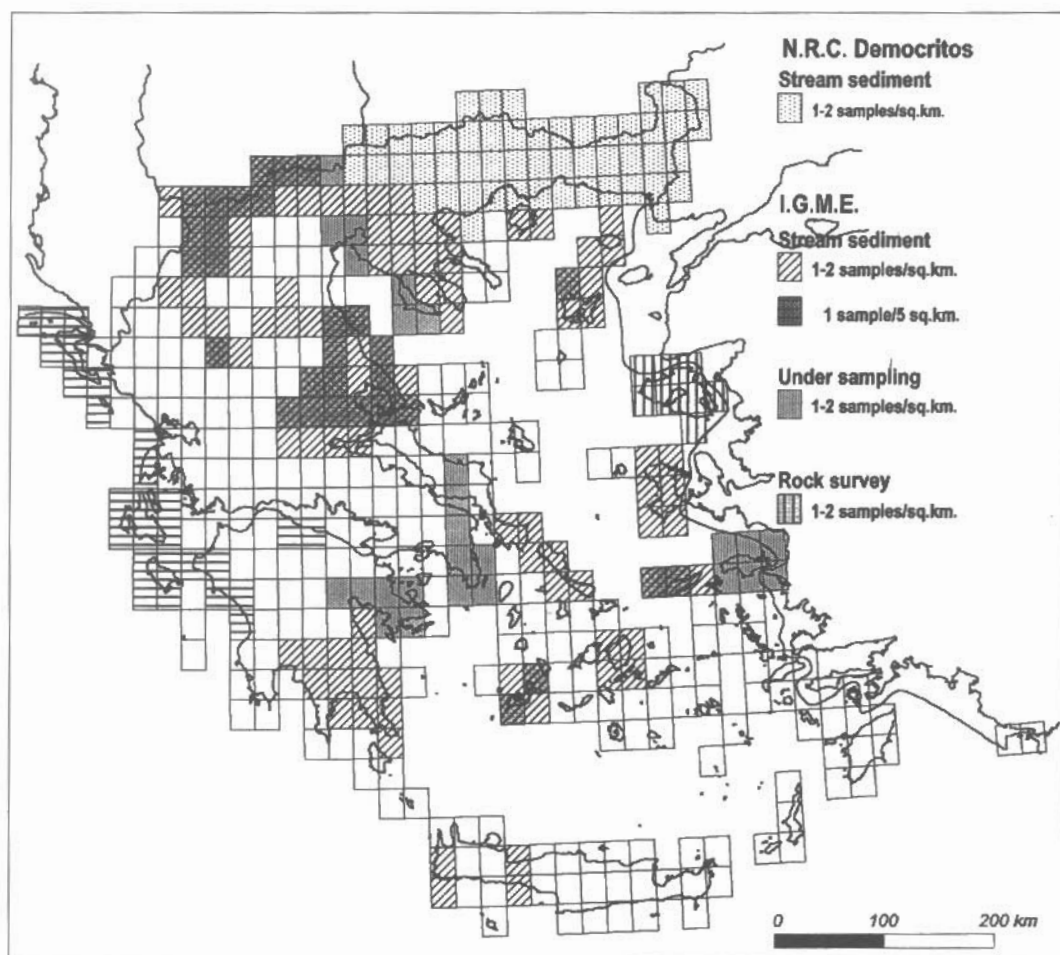 N.R.C. Democritos
Stream sediment
1-2 samples/sq.km.
I.G.M.E.
Stream sediment
1-2 samples/sq.km.
1 sample/5 sq.km.
Under sampling
1-2 samples/sq.km.
Rock survey
1-2 samples/sq.km.
0 100 200 km